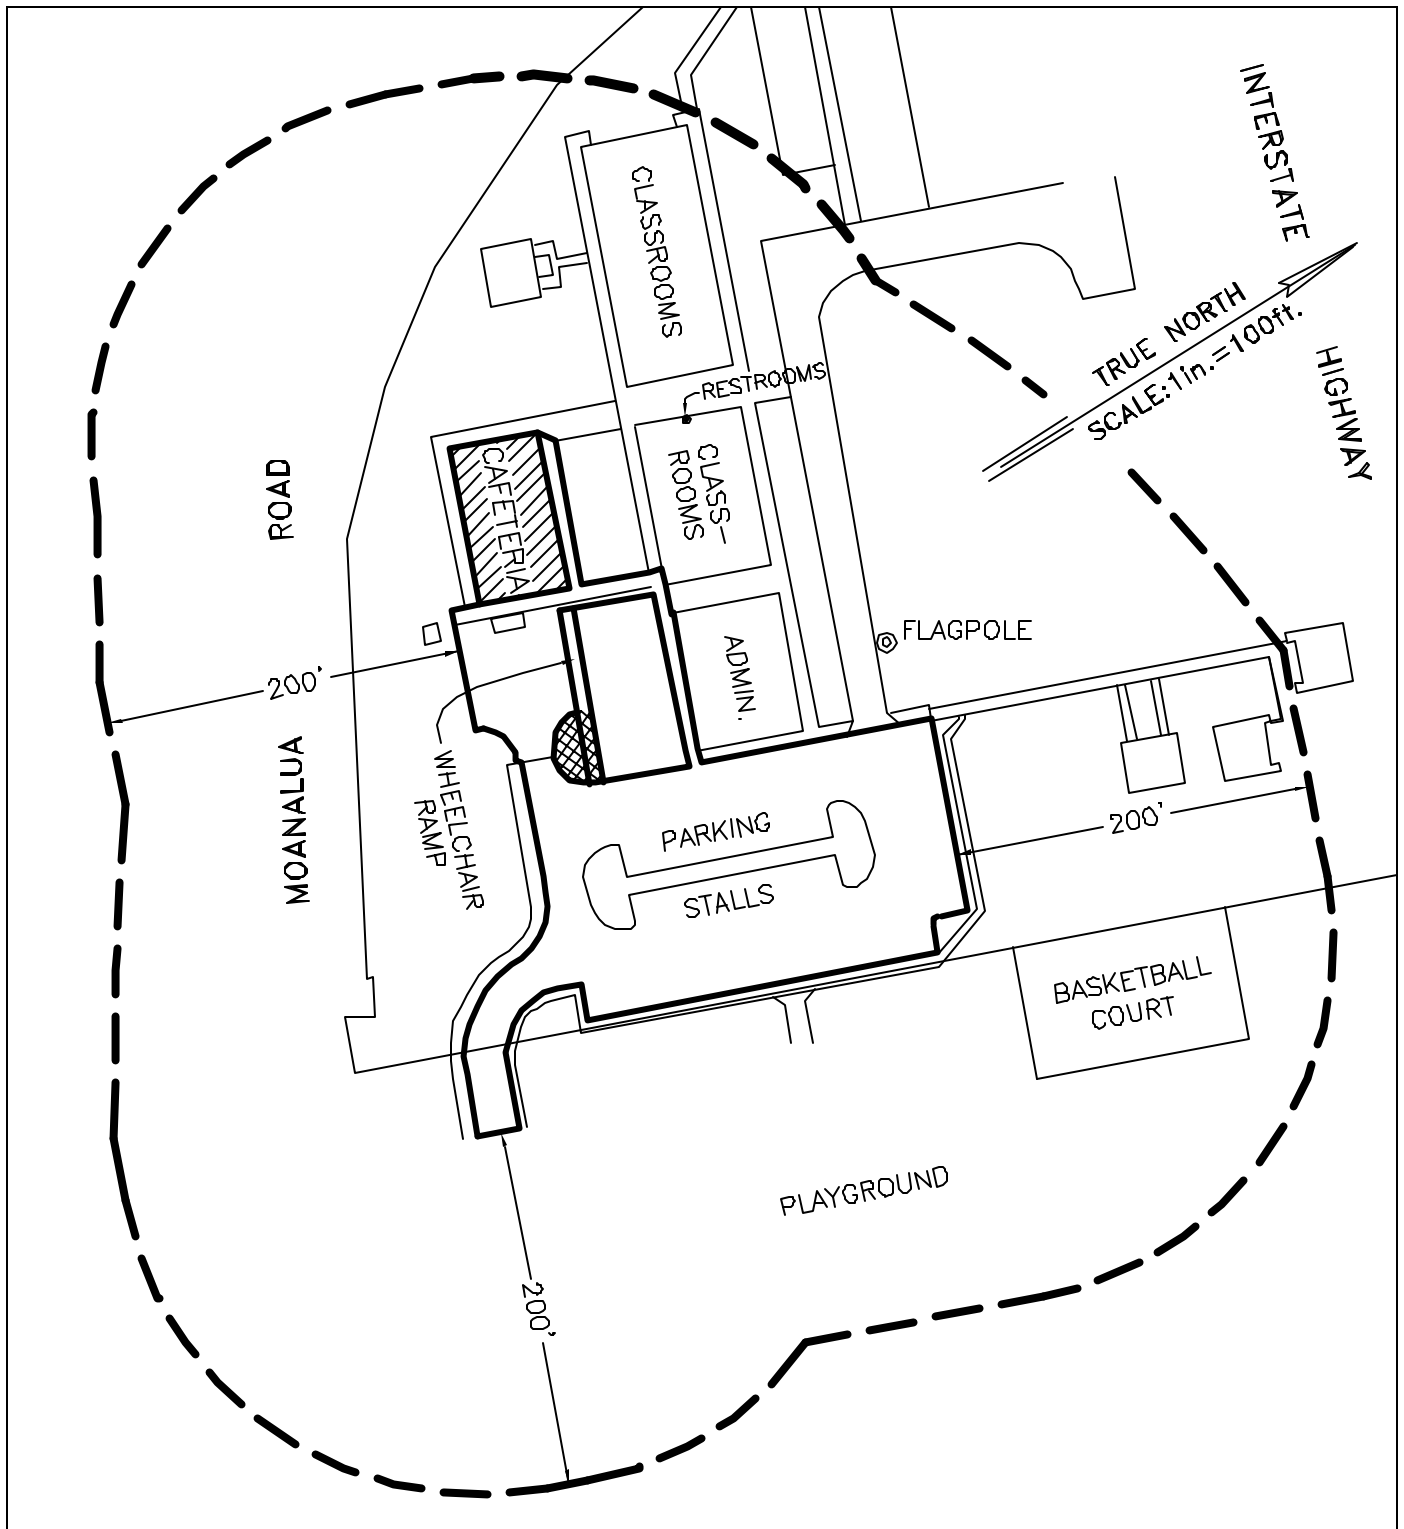 INTERSTATE
HIGHWAY
TRUE NORTH
SCALE:1in.=100ft.
CLASSROOMS
RESTROOMS
CLASS-
ROOMS
CAFETERIA
ROAD
MOANALUA
ADMIN.
FLAGPOLE
200'
WHEELCHAIR
RAMP
PARKING
STALLS
200'
BASKETBALL
COURT
PLAYGROUND
200'